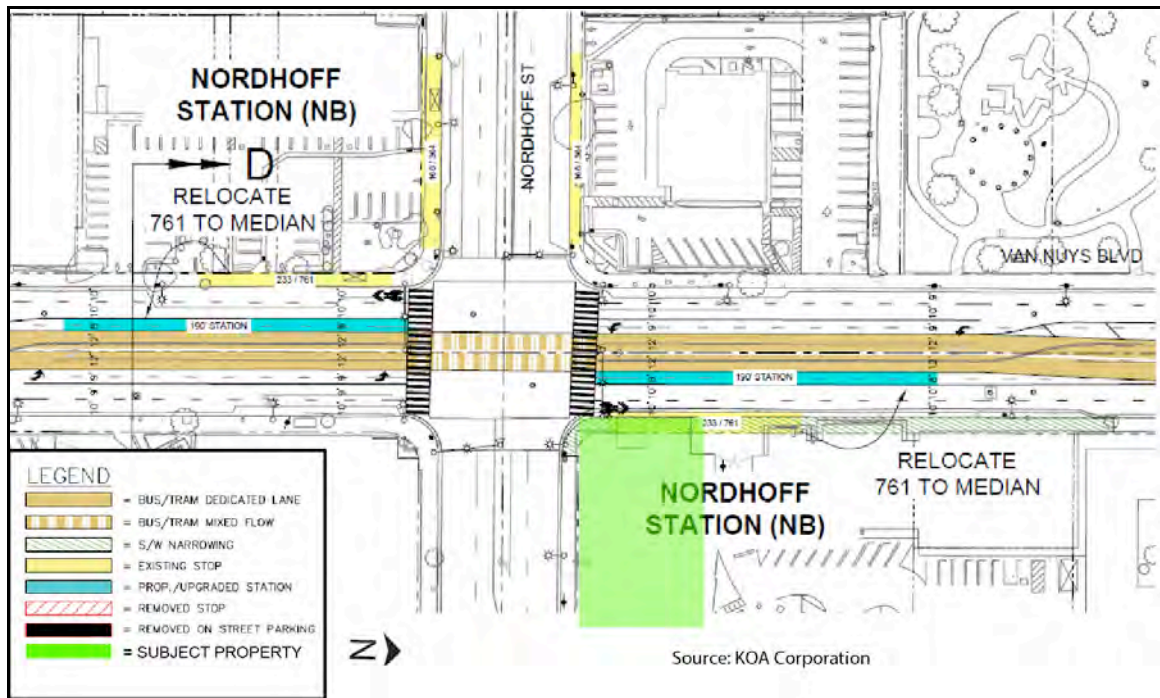 NORDHOFF
STATION (NB)
D
RELOCATE
761 TO MEDIAN
NORDHOFF ST
VAN NUYS BLVD
233 / 761
190' STATION
190' STATION
233 / 761
RELOCATE
761 TO MEDIAN
NORDHOFF
STATION (NB)
LEGEND
= BUS/TRAM DEDICATED LANE
= BUS/TRAM MIXED FLOW
= S/W NARROWING
= EXISTING STOP
= PROP./UPGRADED STATION
= REMOVED STOP
= REMOVED ON STREET PARKING
= SUBJECT PROPERTY
N
Source: KOA Corporation